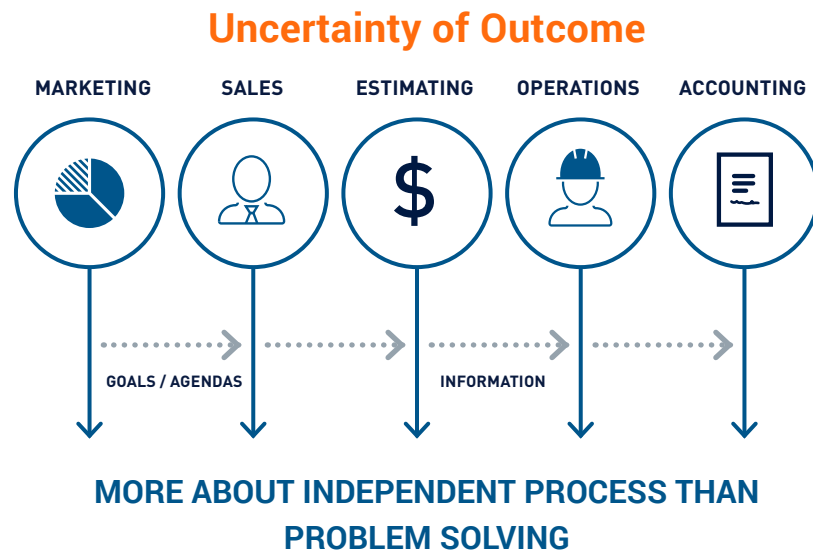 Uncertainty of Outcome
MARKETING
SALES
ESTIMATING
OPERATIONS
ACCOUNTING
$
GOALS / AGENDAS
INFORMATION
MORE ABOUT INDEPENDENT PROCESS THAN
PROBLEM SOLVING